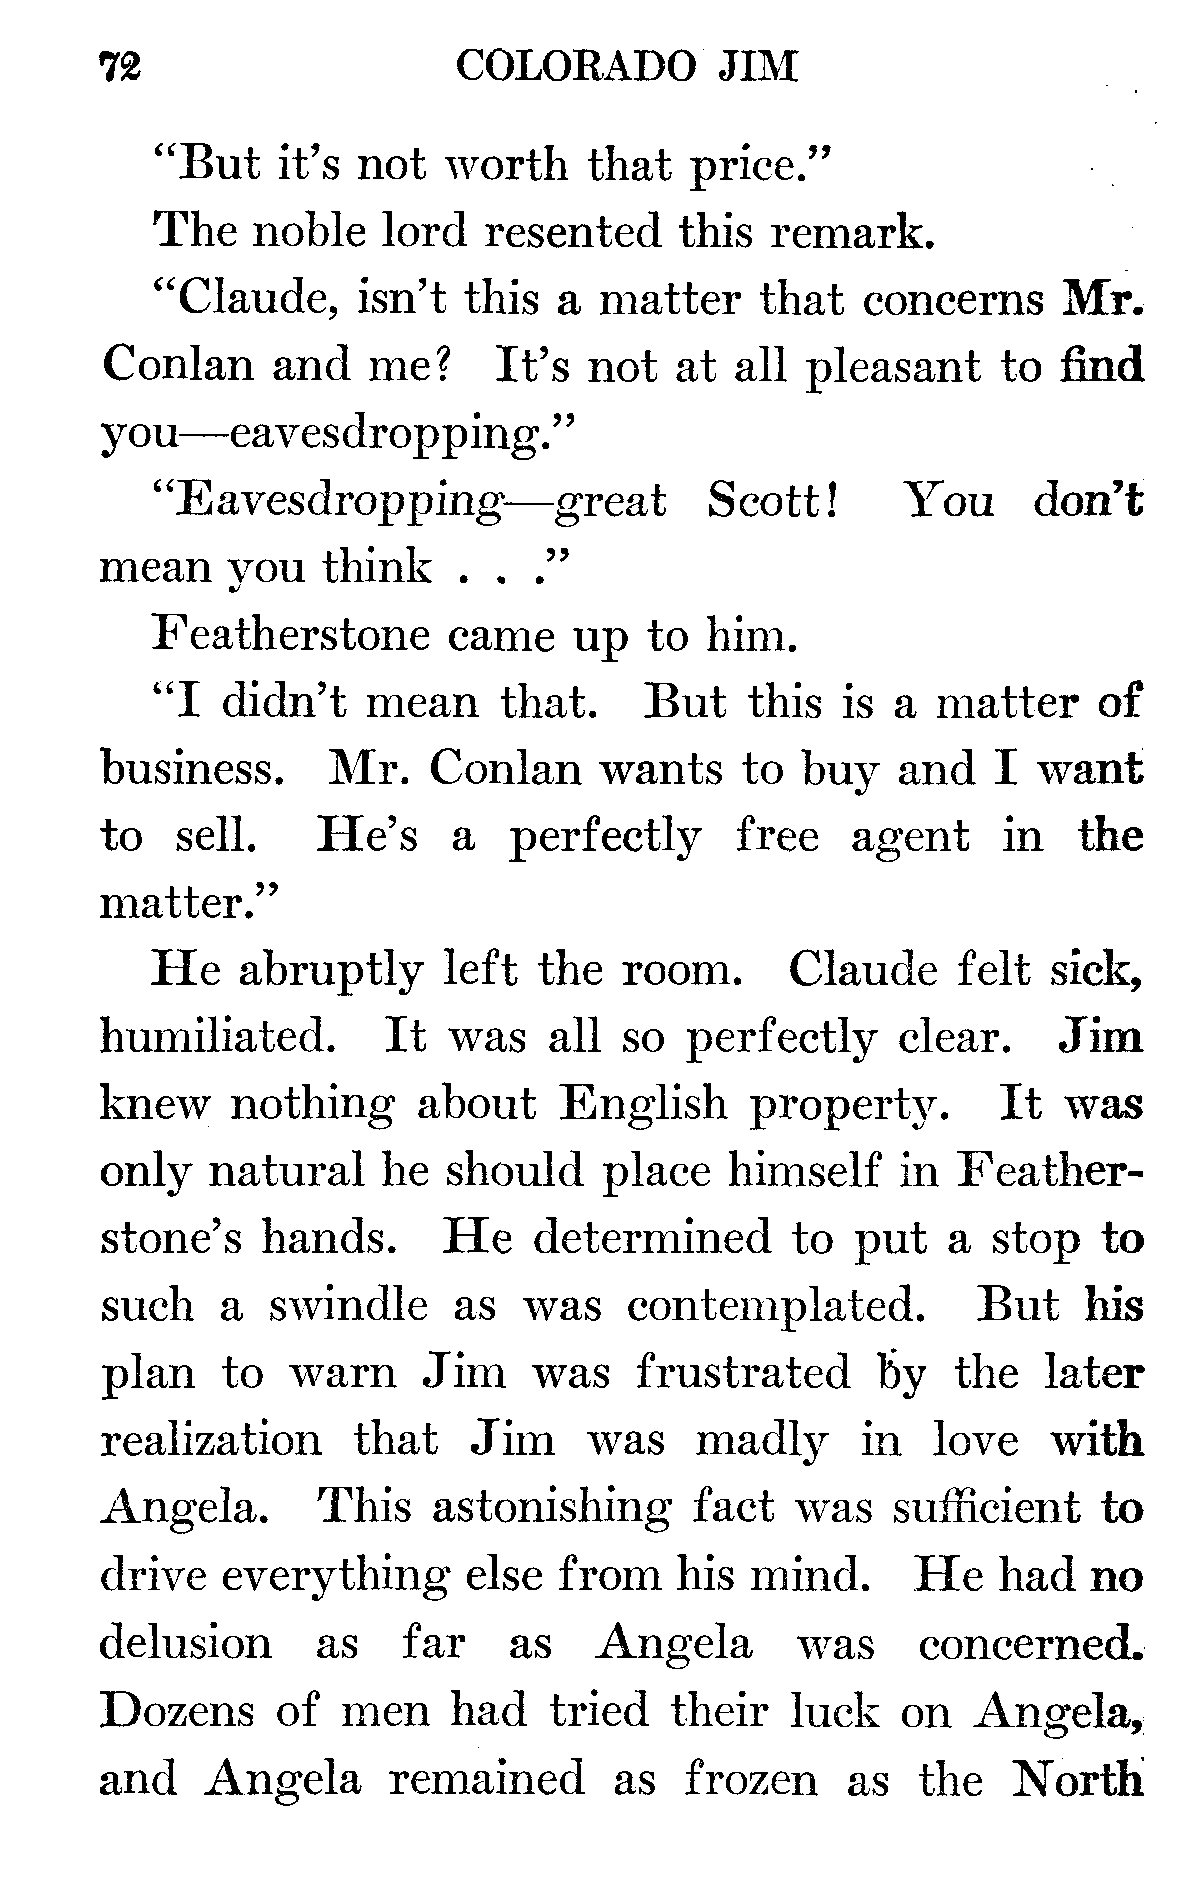 72 COLORADO JIM
“But it’s not worth that price.”
The noble lord resented this remark.
“Claude, isn’t this a matter that concerns Mr.
Conlan and me? It’s not at all pleasant to find
you—eavesdropping.”
“Eavesdropping—great Scott! You don’t
mean you think . . .”
Featherstone came up to him.
“I didn’t mean that. But this is a matter of
business. Mr. Conlan wants to buy and I want
to sell. He’s a perfectly free agent in the
matter.”
He abruptly left the room. Claude felt sick,
humiliated. It was all so perfectly clear. Jim
knew nothing about English property. It was
only natural he should place himself in Feather-
stone’s hands. He determined to put a stop to
such a swindle as was contemplated. But his
plan to warn Jim was frustrated by the later
realization that Jim was madly in love with
Angela. This astonishing fact was sufficient to
drive everything else from his mind. He had no
delusion as far as Angela was concerned.
Dozens of men had tried their luck on Angela,
and Angela remained as frozen as the North